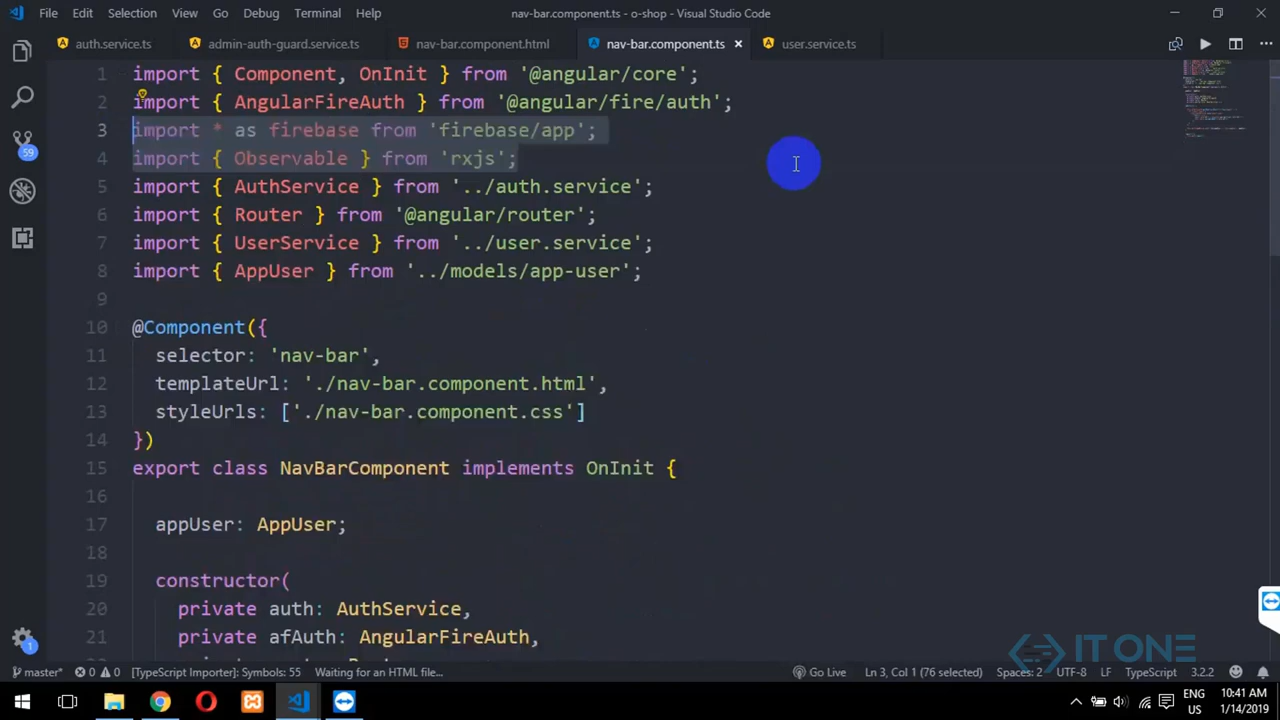 File Edit Selection View Go Debug Terminal Help nav-bar.component.ts - o-shop - Visual Studio Code
auth.service.ts admin-auth-guard.service.ts nav-bar.component.html nav-bar.component.ts user.service.ts
1 import { Component, OnInit } from '@angular/core';
2 import { AngularFireAuth } from '@angular/fire/auth';
3 import * as firebase from 'firebase/app';
4 import { Observable } from 'rxjs';
5 import { AuthService } from '../auth.service';
6 import { Router } from '@angular/router';
7 import { UserService } from '../user.service';
8 import { AppUser } from '../models/app-user';
9
10 @Component({
11 selector: 'nav-bar',
12 templateUrl: './nav-bar.component.html',
13 styleUrls: ['./nav-bar.component.css']
14 })
15 export class NavBarComponent implements OnInit {
16
17 appUser: AppUser;
18
19 constructor(
20 private auth: AuthService,
21 private afAuth: AngularFireAuth,
59
1
IT ONE
master* 0 0 [TypeScript Importer]: Symbols: 55 Waiting for an HTML file... Go Live Ln 3, Col 1 (76 selected) Spaces: 2 UTF-8 LF TypeScript 3.2.2
ENG 10:41 AM
US 1/14/2019